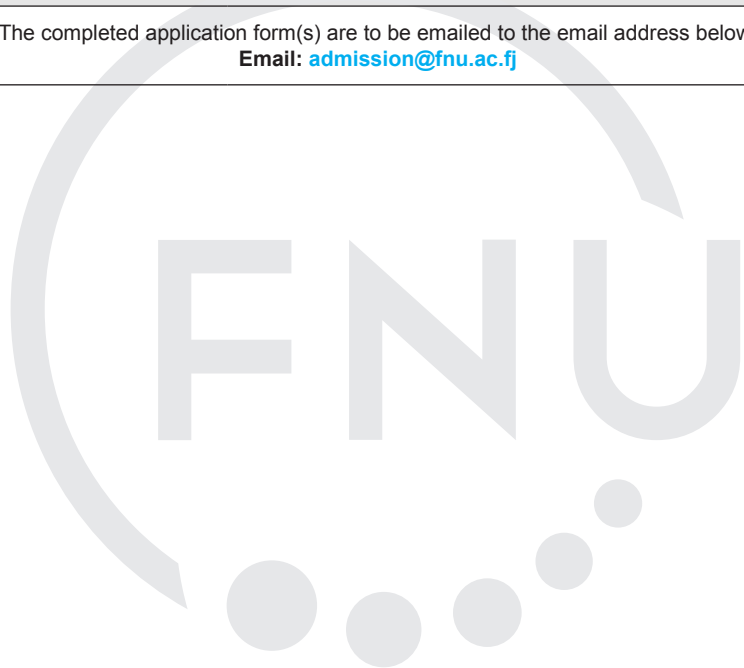 The completed application form(s) are to be emailed to the email address below
Email: admission@fnu.ac.fj
FNU